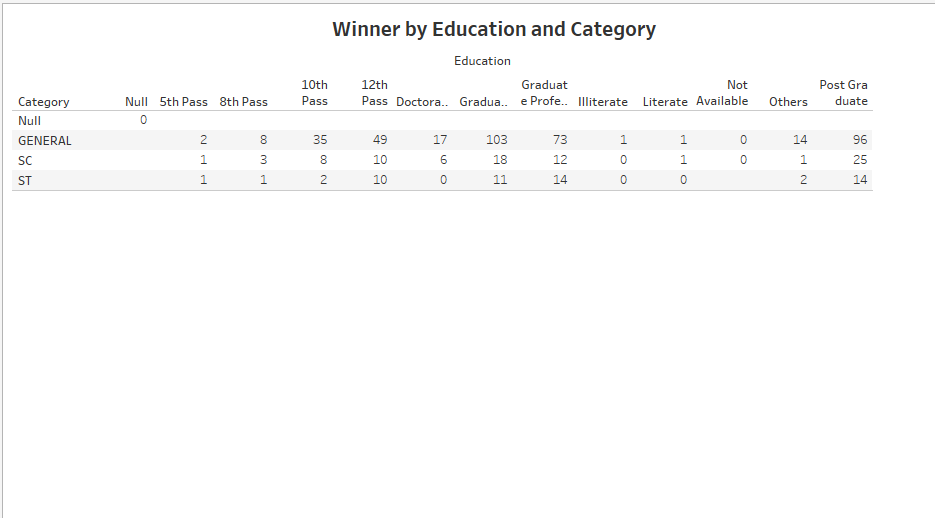 Winner by Education and Category
Education
Category Null 5th Pass 8th Pass 10th Pass 12th Pass Doctora.. Gradua.. Graduat e Profe.. Illiterate Literate Not Available Others Post Gra duate
Null 0
GENERAL 2 8 35 49 17 103 73 1 1 0 14 96
SC 1 3 8 10 6 18 12 0 1 0 1 25
ST 1 1 2 10 0 11 14 0 0 2 14